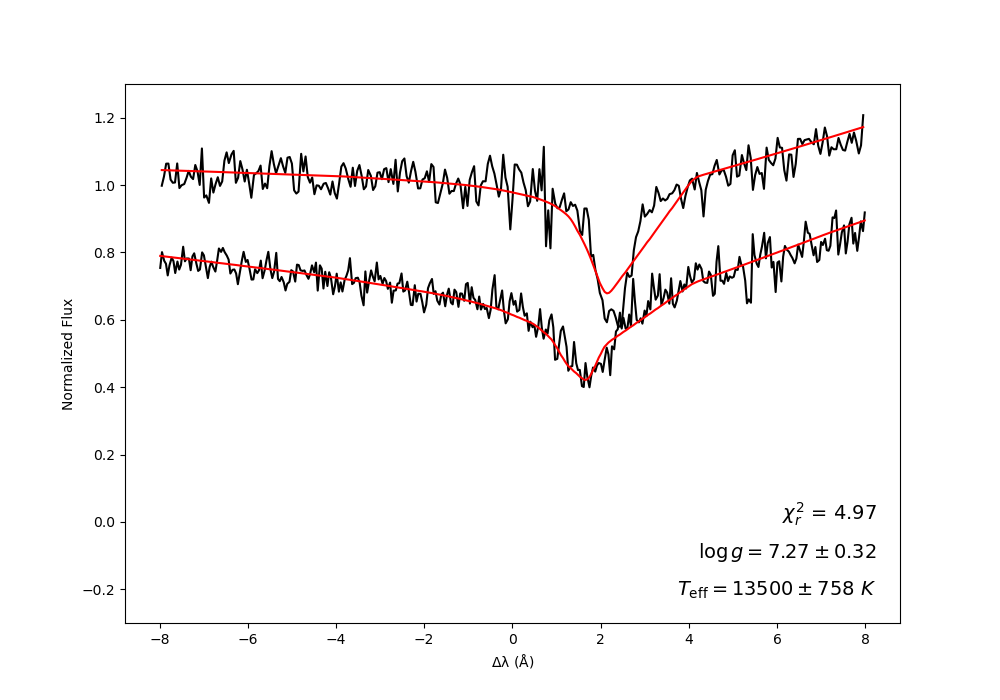 1.2
1.0
0.8
0.6
0.4
0.2
0.0
−0.2
Normalized Flux
χ²ᵣ = 4.97
log g = 7.27 ± 0.32
T_eff = 13500 ± 758 K
−8 −6 −4 −2 0 2 4 6 8
Δλ (Å)